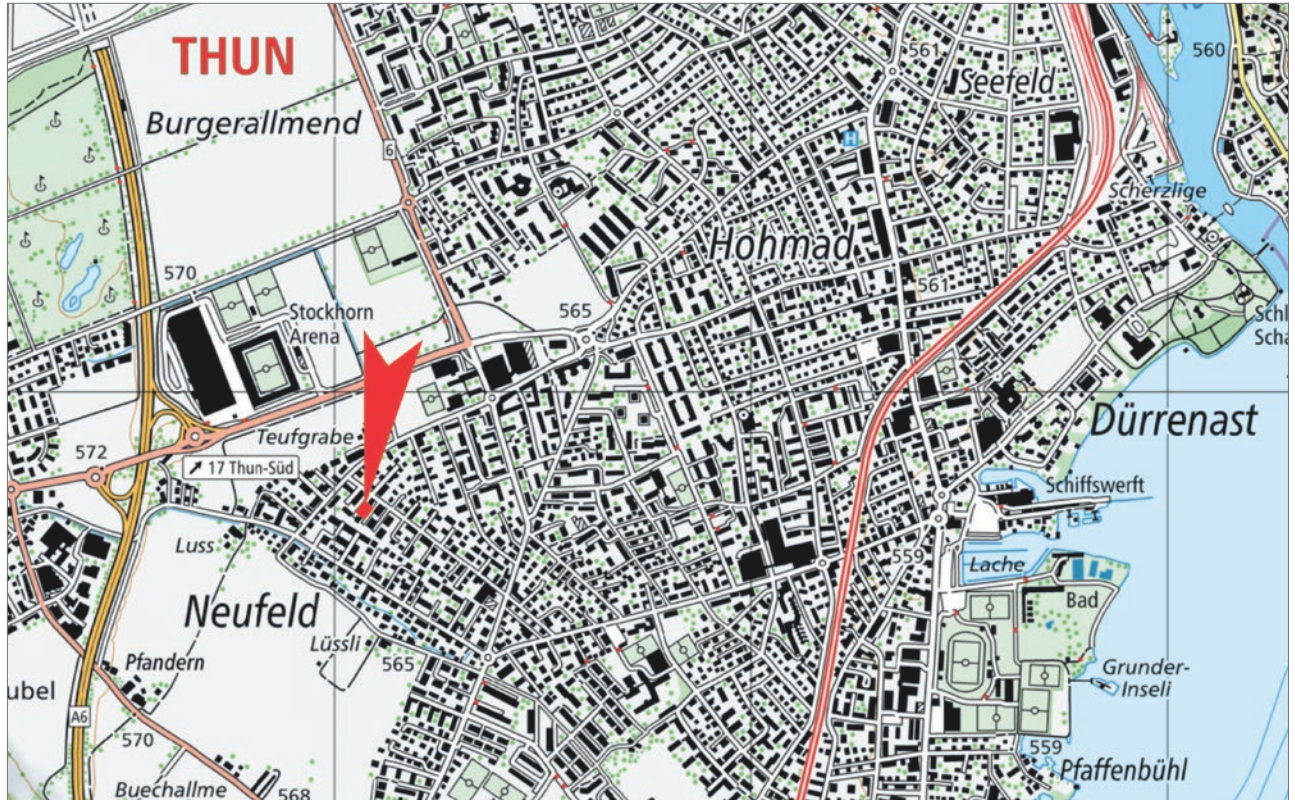 THUN
Burgerallmend
6
561
Seefeld
560
H
Scherzlige
Hohmad
570
Stockhorn
Arena
565
561
Schl
Scha
Dürrenast
Teufgrabe
572
17 Thun-Süd
Schiffswerft
Luss
559
Lache
Neufeld
Bad
Lüssli
565
Pfandern
Grunder-
Inseli
ubel
A6
570
559
Pfaffenbühl
Buechallme
568